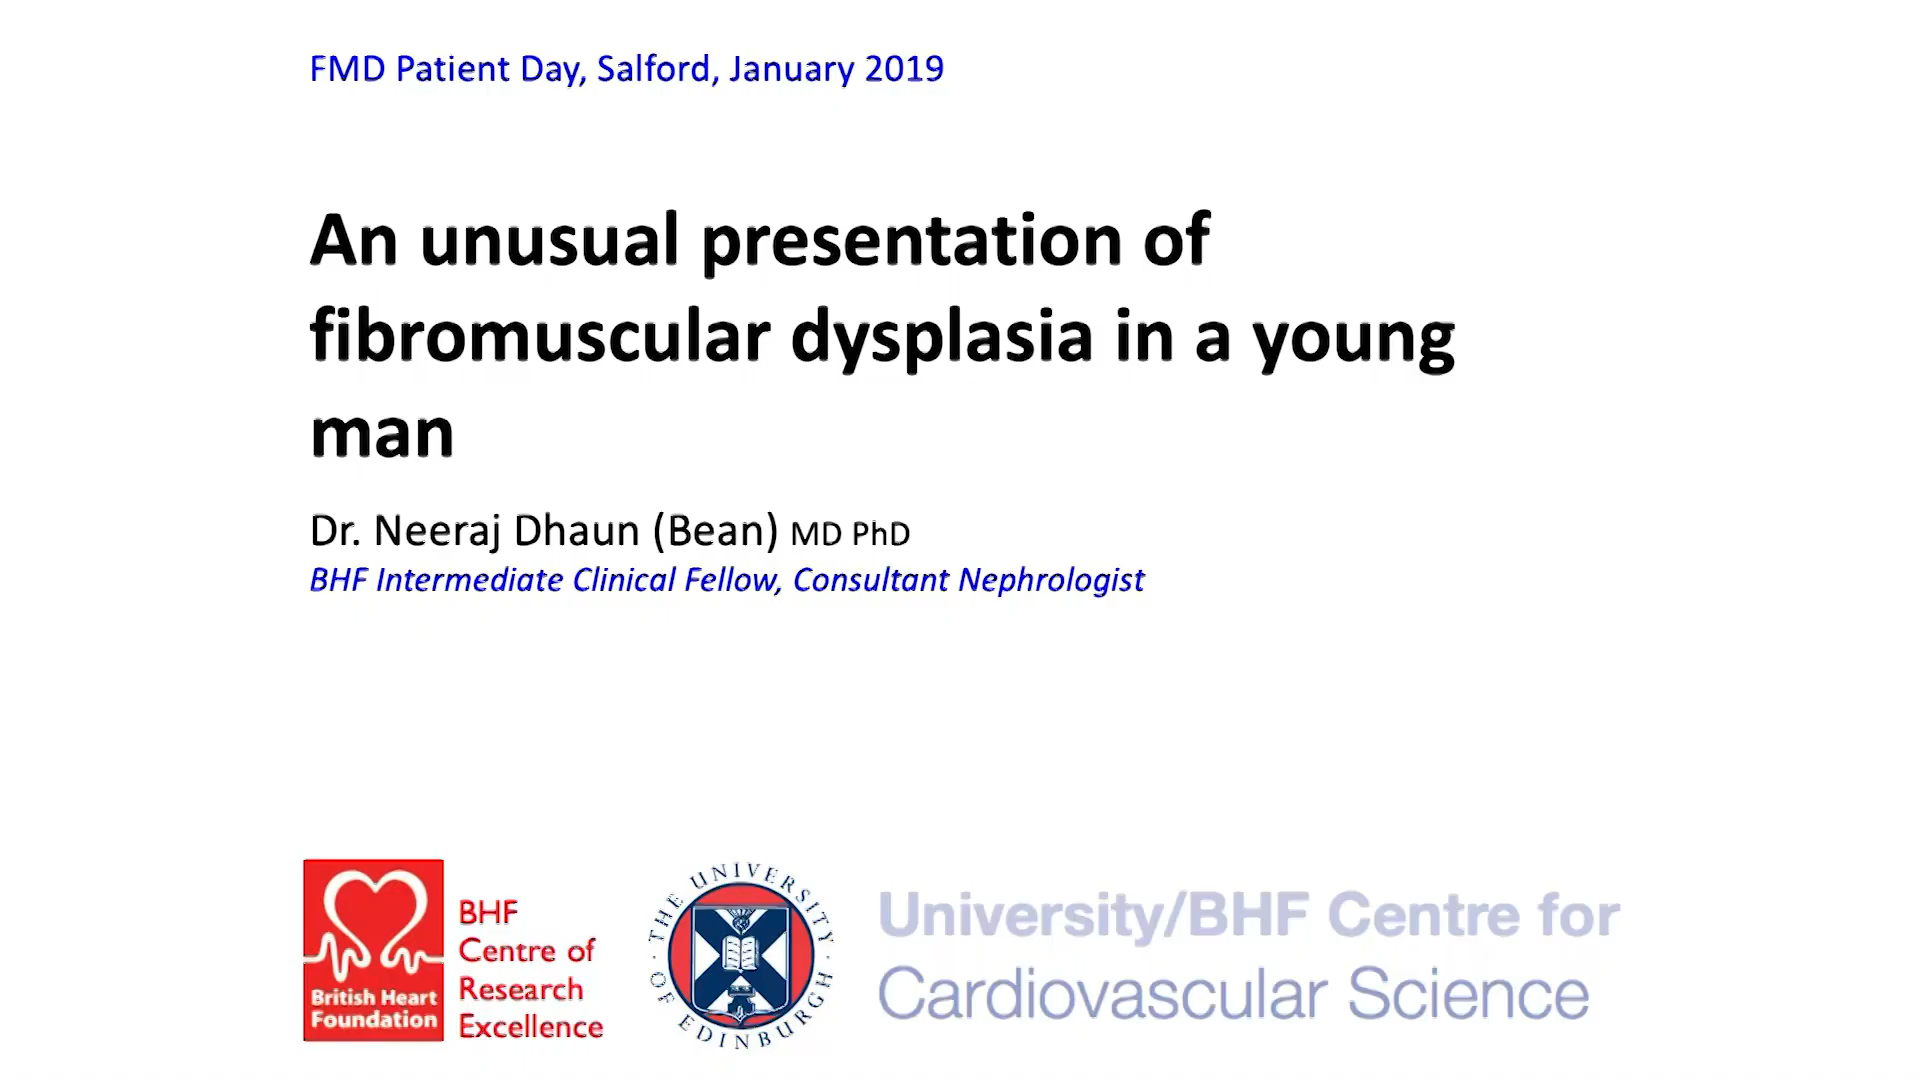 FMD Patient Day, Salford, January 2019
An unusual presentation of
fibromuscular dysplasia in a young
man
Dr. Neeraj Dhaun (Bean) MD PhD
BHF Intermediate Clinical Fellow, Consultant Nephrologist
British Heart
Foundation
BHF
Centre of
Research
Excellence
THE UNIVERSITY OF EDINBURGH
University/BHF Centre for
Cardiovascular Science